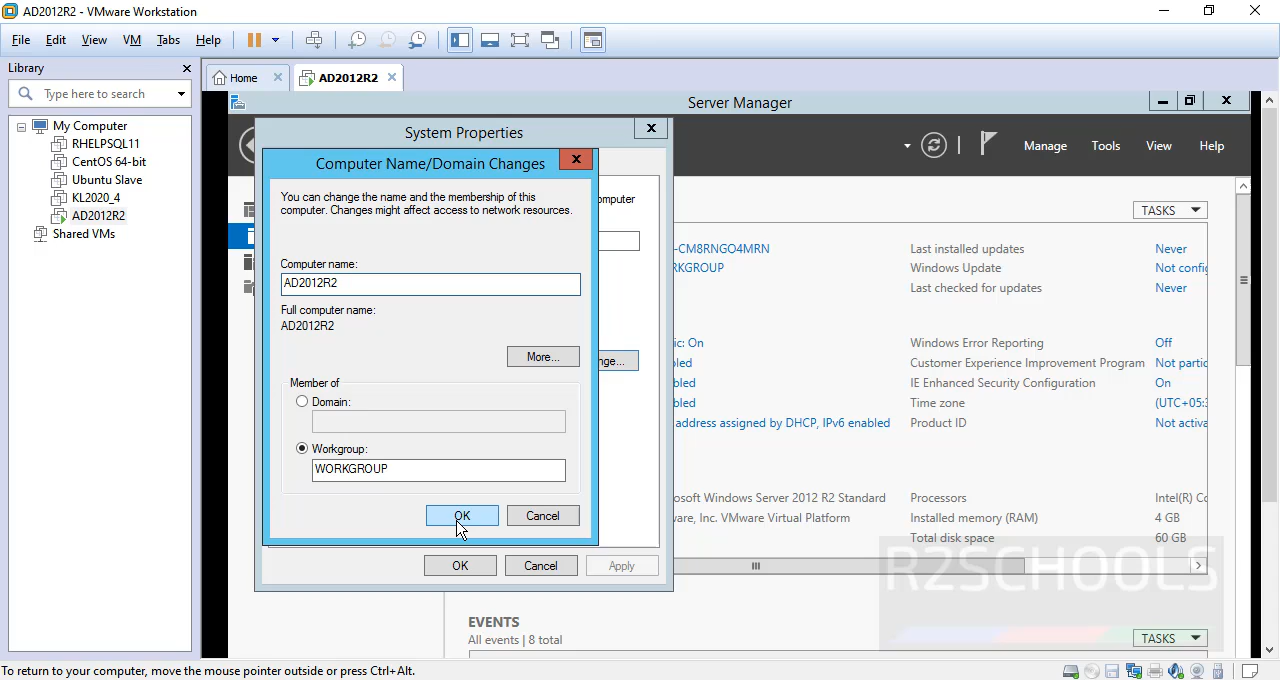 AD2012R2 - VMware Workstation
File Edit View VM Tabs Help
Library
Type here to search
My Computer
RHELPSQL11
CentOS 64-bit
Ubuntu Slave
KL2020_4
AD2012R2
Shared VMs
Home
AD2012R2
Server Manager
Manage Tools View Help
System Properties
Computer Name/Domain Changes
You can change the name and the membership of this
computer. Changes might affect access to network resources.
Computer name:
AD2012R2
Full computer name:
AD2012R2
More...
Member of
Domain:
Workgroup:
WORKGROUP
OK Cancel
omputer
nge...
OK Cancel Apply
TASKS
-CM8RNGO4MRN Last installed updates Never
RKGROUP Windows Update Not config
Last checked for updates Never
ic: On Windows Error Reporting Off
bled Customer Experience Improvement Program Not partic
bled IE Enhanced Security Configuration On
bled Time zone (UTC+05:3
address assigned by DHCP, IPv6 enabled Product ID Not activa
osoft Windows Server 2012 R2 Standard Processors Intel(R) Co
ware, Inc. VMware Virtual Platform Installed memory (RAM) 4 GB
Total disk space 60 GB
R2SCHOOLS
EVENTS
All events | 8 total
TASKS
To return to your computer, move the mouse pointer outside or press Ctrl+Alt.